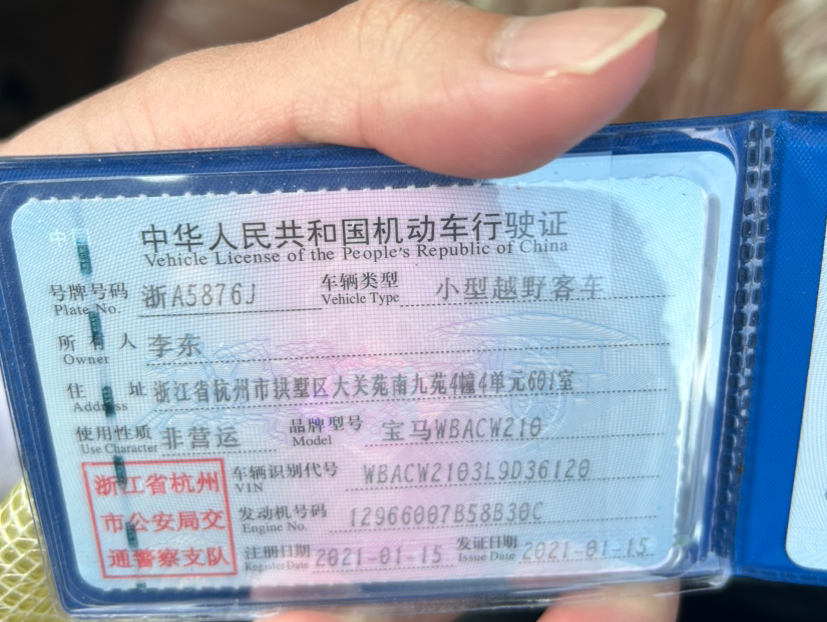 中华人民共和国机动车行驶证
Vehicle License of the People's Republic of China
号牌号码 浙A5876J 车辆类型 小型越野客车
Plate No. Vehicle Type
所有人 李东
Owner
住址 浙江省杭州市拱墅区大关苑南九苑4幢4单元601室
Address
使用性质 非营运 品牌型号 宝马WBACW210
Use Character Model
浙江省杭州
市公安局交
通警察支队
车辆识别代号 WBACW2103L9D36120
VIN
发动机号码 12966007B58B30C
Engine No.
注册日期 2021-01-15 发证日期 2021-01-15
Register Date Issue Date